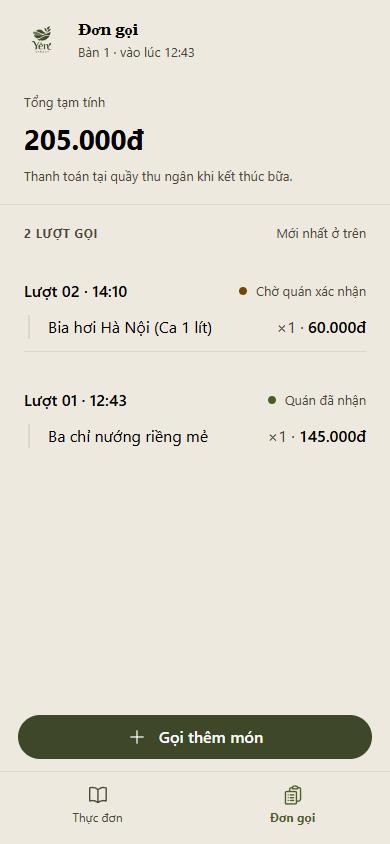 Yên
Đơn gọi
Bàn 1 · vào lúc 12:43
Tổng tạm tính
205.000đ
Thanh toán tại quầy thu ngân khi kết thúc bữa.
2 LƯỢT GỌI Mới nhất ở trên
Lượt 02 · 14:10 Chờ quán xác nhận
Bia hơi Hà Nội (Ca 1 lít) ×1 · 60.000đ
Lượt 01 · 12:43 Quán đã nhận
Ba chỉ nướng riềng mẻ ×1 · 145.000đ
Gọi thêm món
Thực đơn Đơn gọi